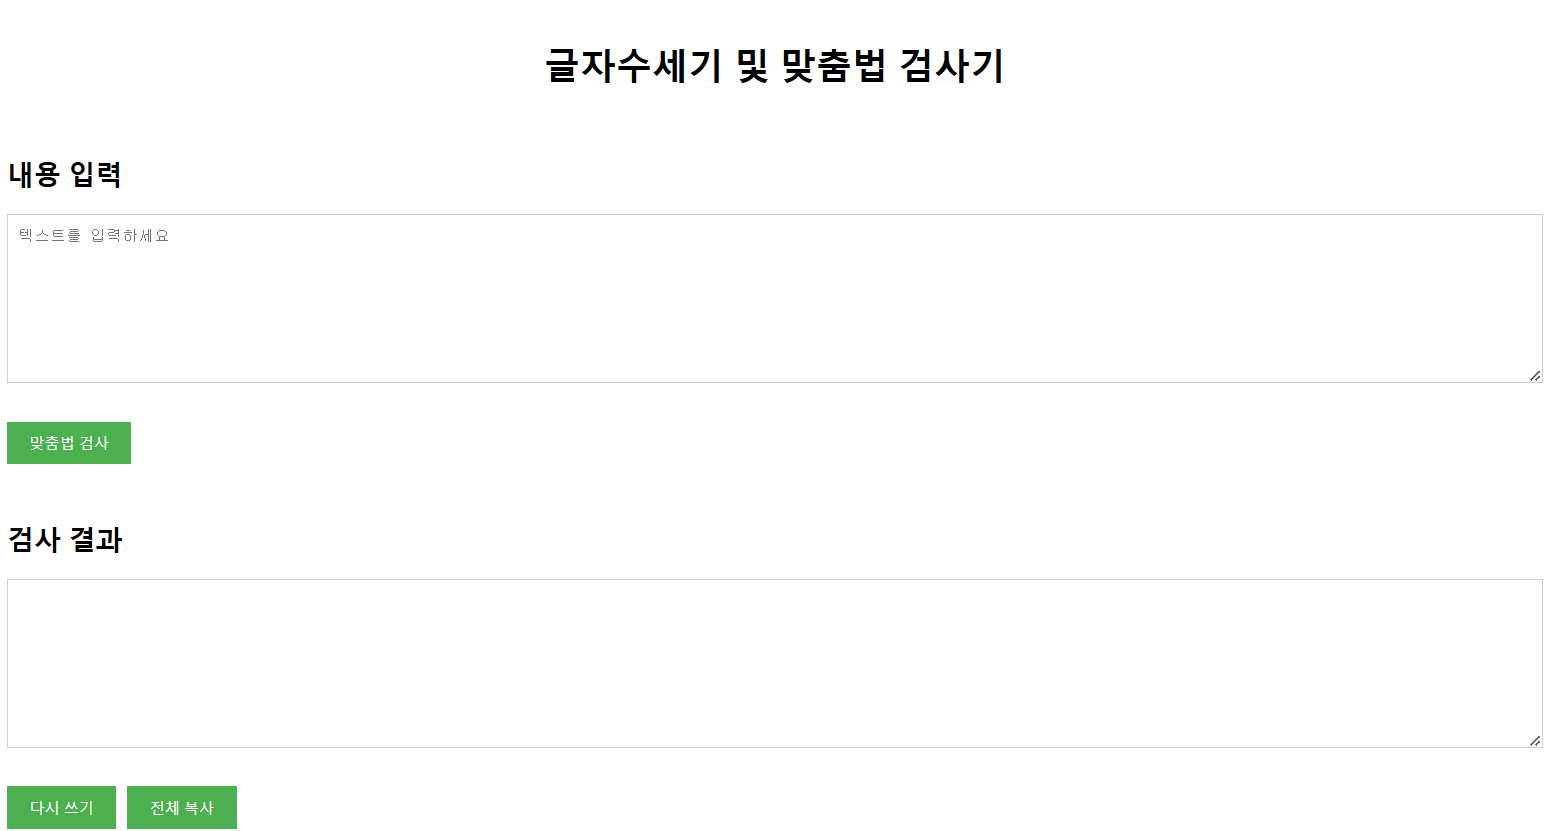 글자수세기 및 맞춤법 검사기
내용 입력
텍스트를 입력하세요
맞춤법 검사
검사 결과
다시 쓰기 전체 복사